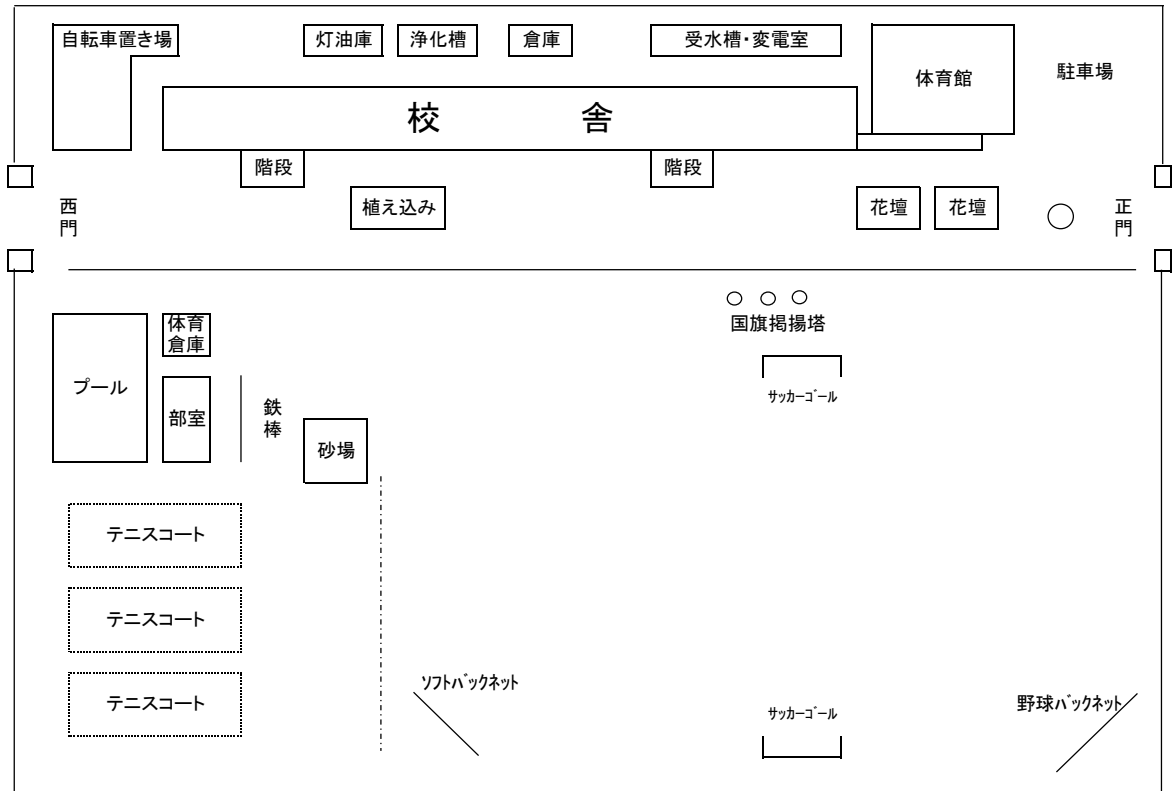 自転車置き場
灯油庫
浄化槽
倉庫
受水槽・変電室
体育館
駐車場
校　舎
階段
階段
西門
植え込み
花壇
花壇
正門
国旗掲揚塔
体育
倉庫
プール
部室
鉄棒
砂場
ｻｯｶｰｺﾞｰﾙ
テニスコート
テニスコート
テニスコート
ｿﾌﾄﾊﾞｯｸﾈｯﾄ
ｻｯｶｰｺﾞｰﾙ
野球ﾊﾞｯｸﾈｯﾄ